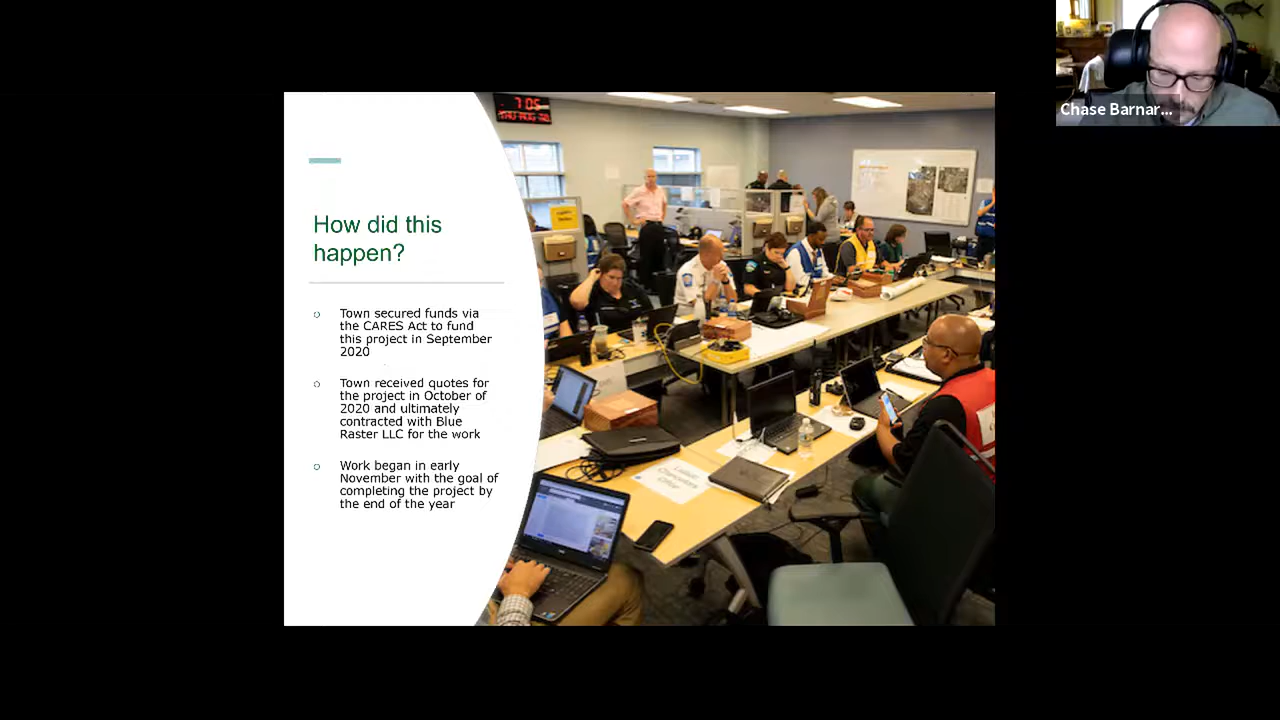 Chase Barnar...
7:05
How did this
happen?
Town secured funds via
the CARES Act to fund
this project in September
2020
Town received quotes for
the project in October of
2020 and ultimately
contracted with Blue
Raster LLC for the work
Work began in early
November with the goal of
completing the project by
the end of the year